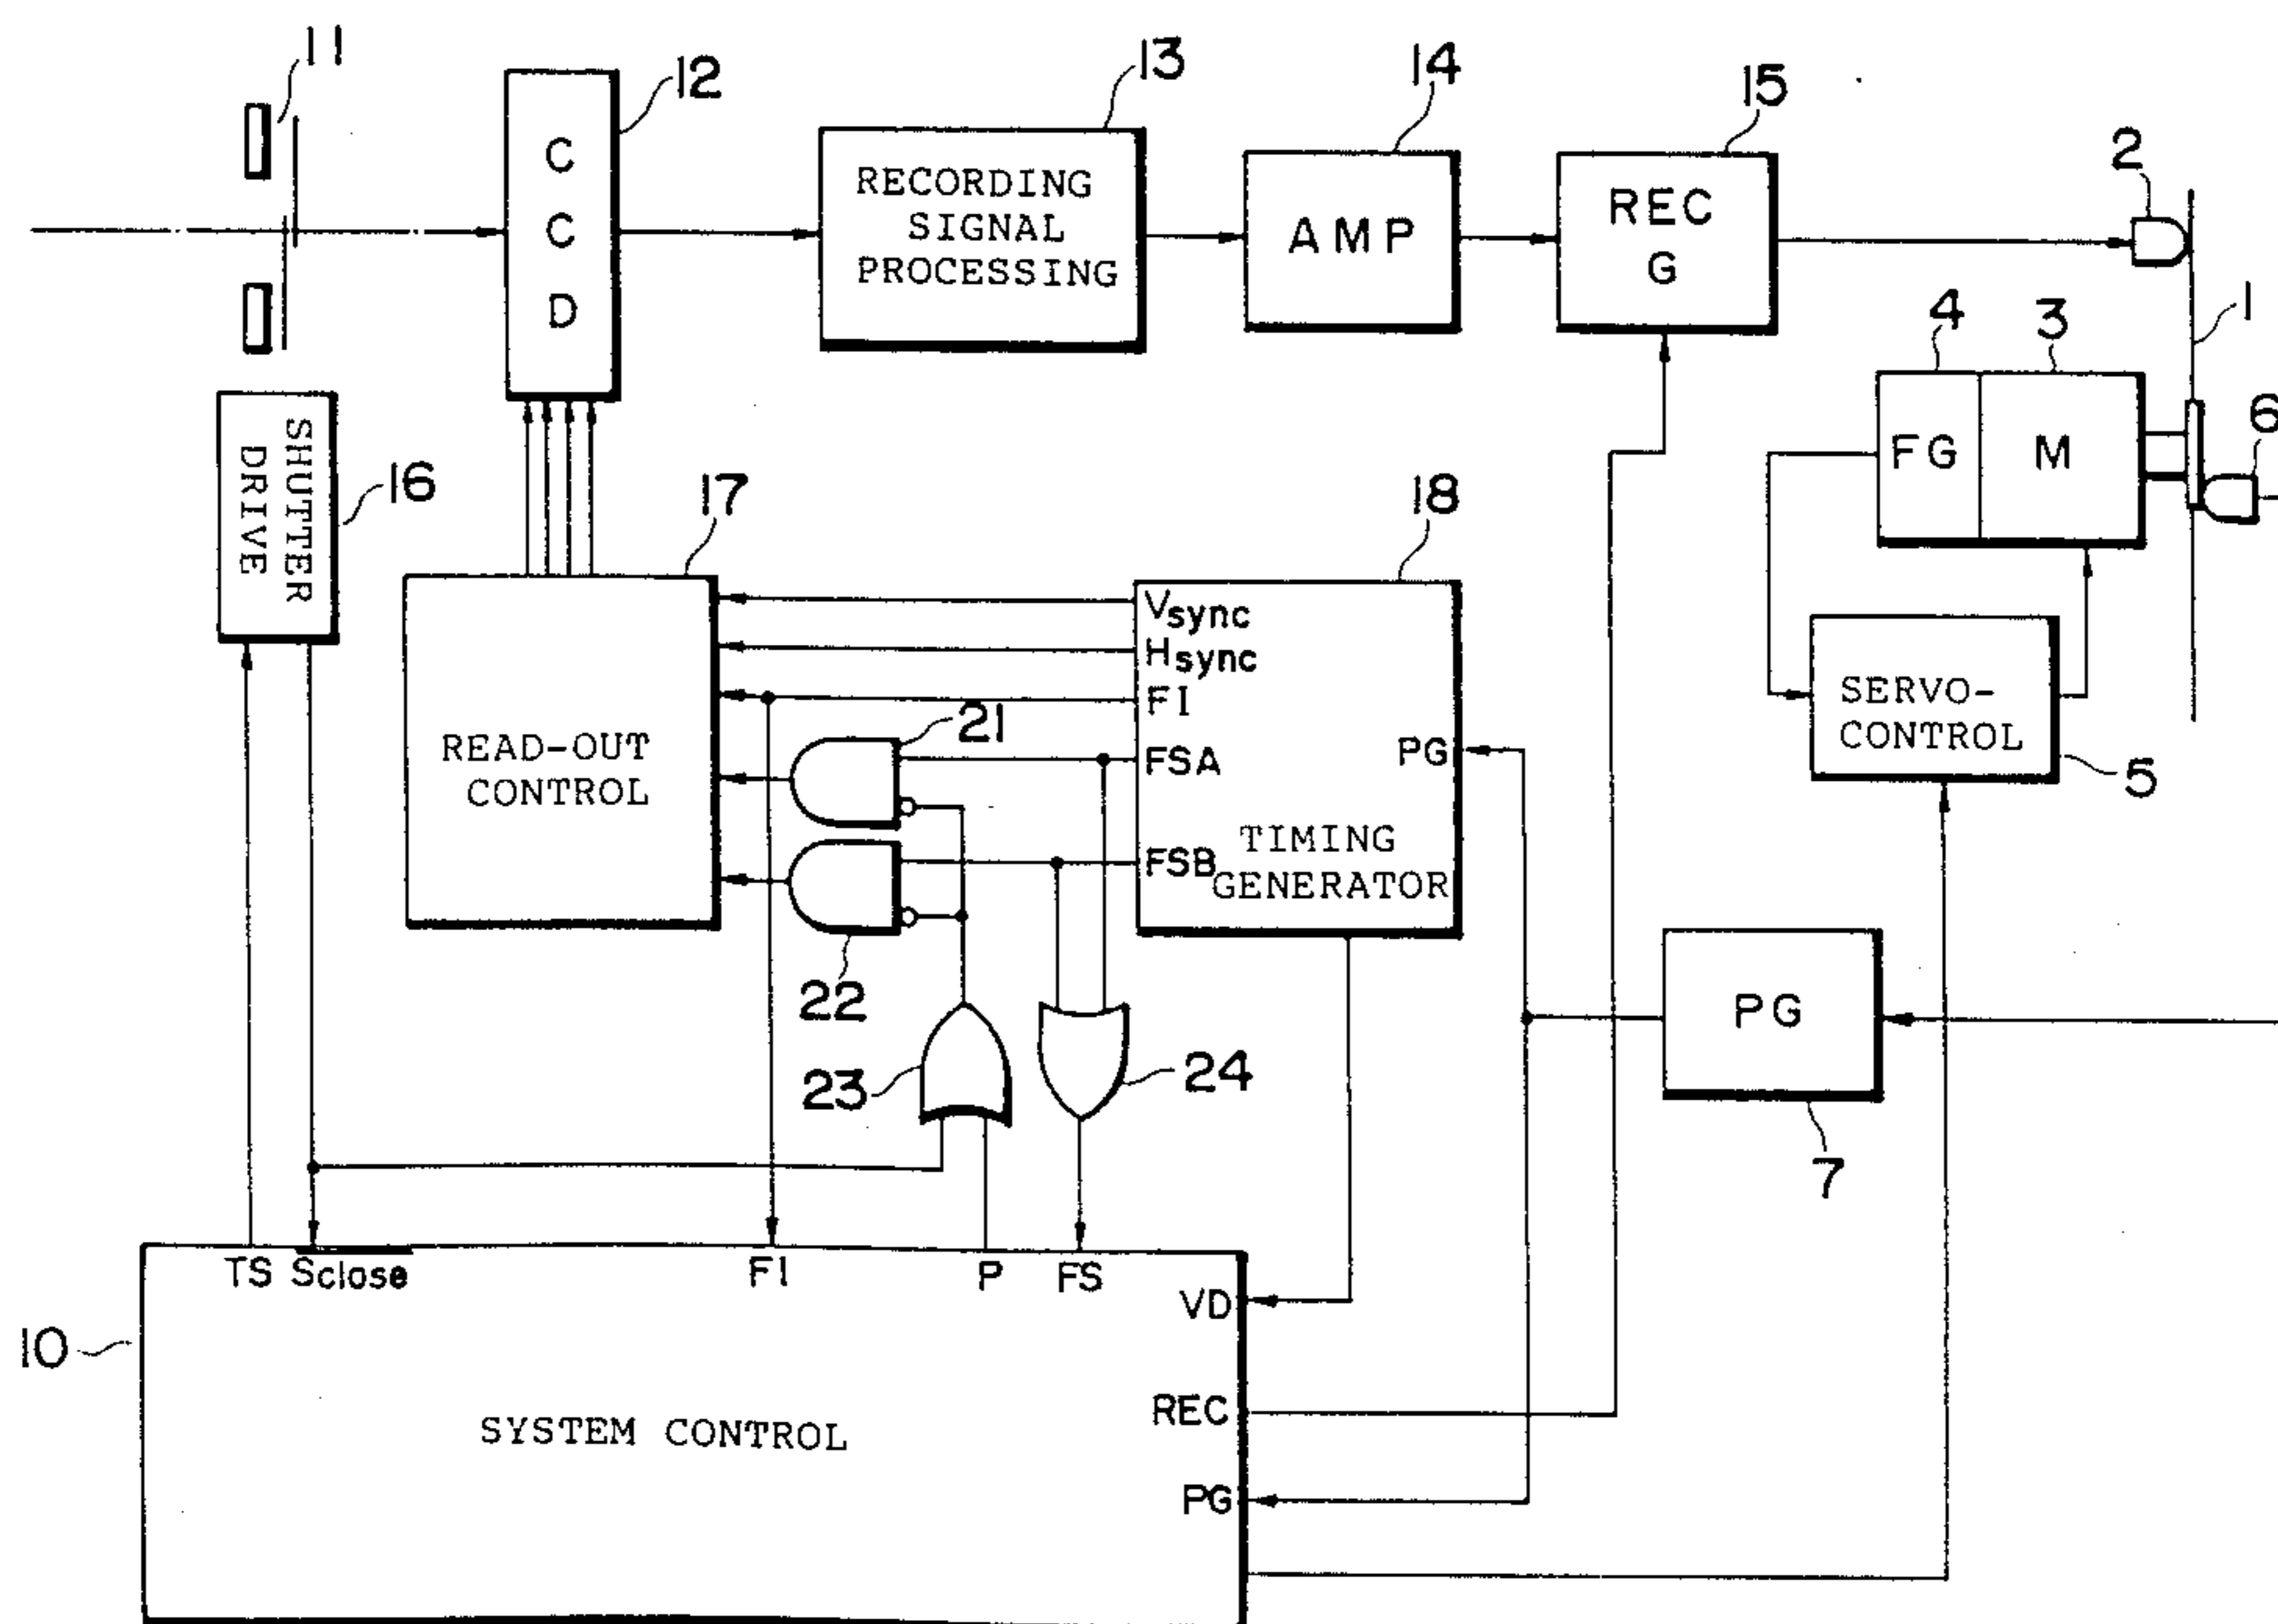 11
12
13
14
15
2
C
C
D
RECORDING
SIGNAL
PROCESSING
AMP
REC
G
1
4
3
6
FG
M
SHUTTER
DRIVE
16
17
18
Vsync
Hsync
FI
21
FSA
PG
READ-OUT
CONTROL
SERVO-
CONTROL
5
FSB
TIMING
GENERATOR
22
PG
23
24
7
TS
Sclose
FI
P
FS
VD
10
REC
SYSTEM CONTROL
PG